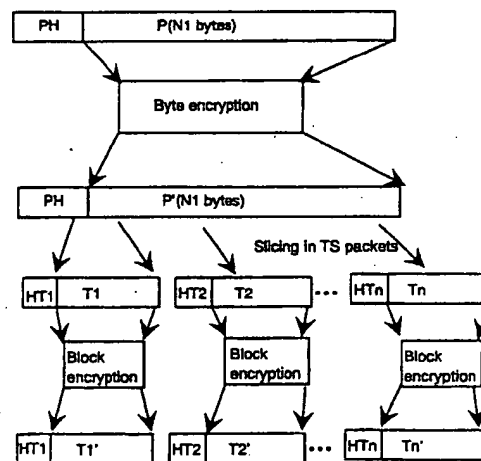 PH P(N1 bytes)
Byte encryption
PH P'(N1 bytes)
Slicing in TS packets
HT1 T1 HT2 T2 ... HTn Tn
Block encryption Block encryption Block encryption
HT1 T1' HT2 T2' ... HTn Tn'